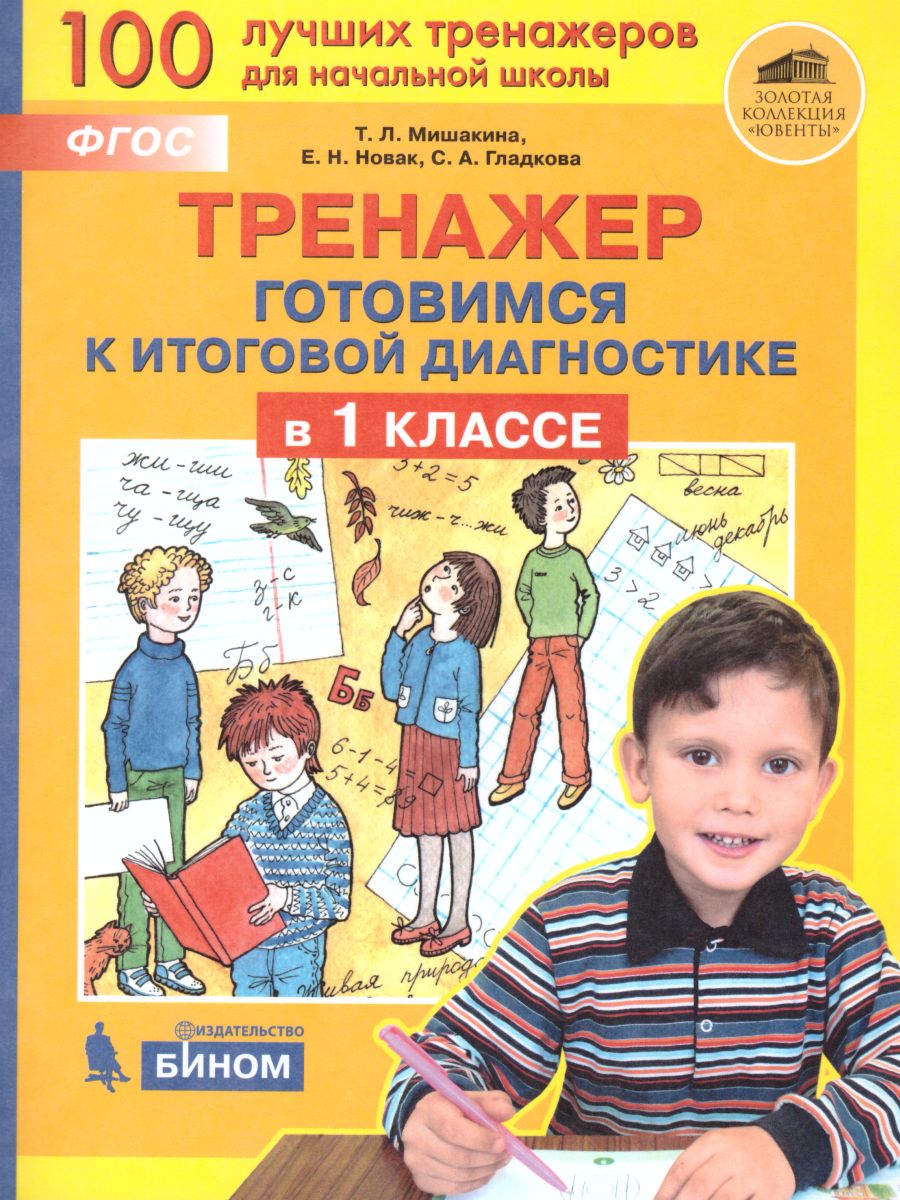 100 лучших тренажеров
для начальной школы
ЗОЛОТАЯ
КОЛЛЕКЦИЯ
«ЮВЕНТЫ»
ФГОС
Т. Л. Мишакина,
Е. Н. Новак, С. А. Гладкова
ТРЕНАЖЕР
ГОТОВИМСЯ
К ИТОГОВОЙ ДИАГНОСТИКЕ
в 1 КЛАССЕ
жи-ши
ча-ща
чу-щу
3+2=5
чиж-ч...жи
весна
июнь
декабрь
3>2
з-с
г-к
Бб
Бб
6-1-4=
5+4=
живая природа
ИЗДАТЕЛЬСТВО
БИНОМ